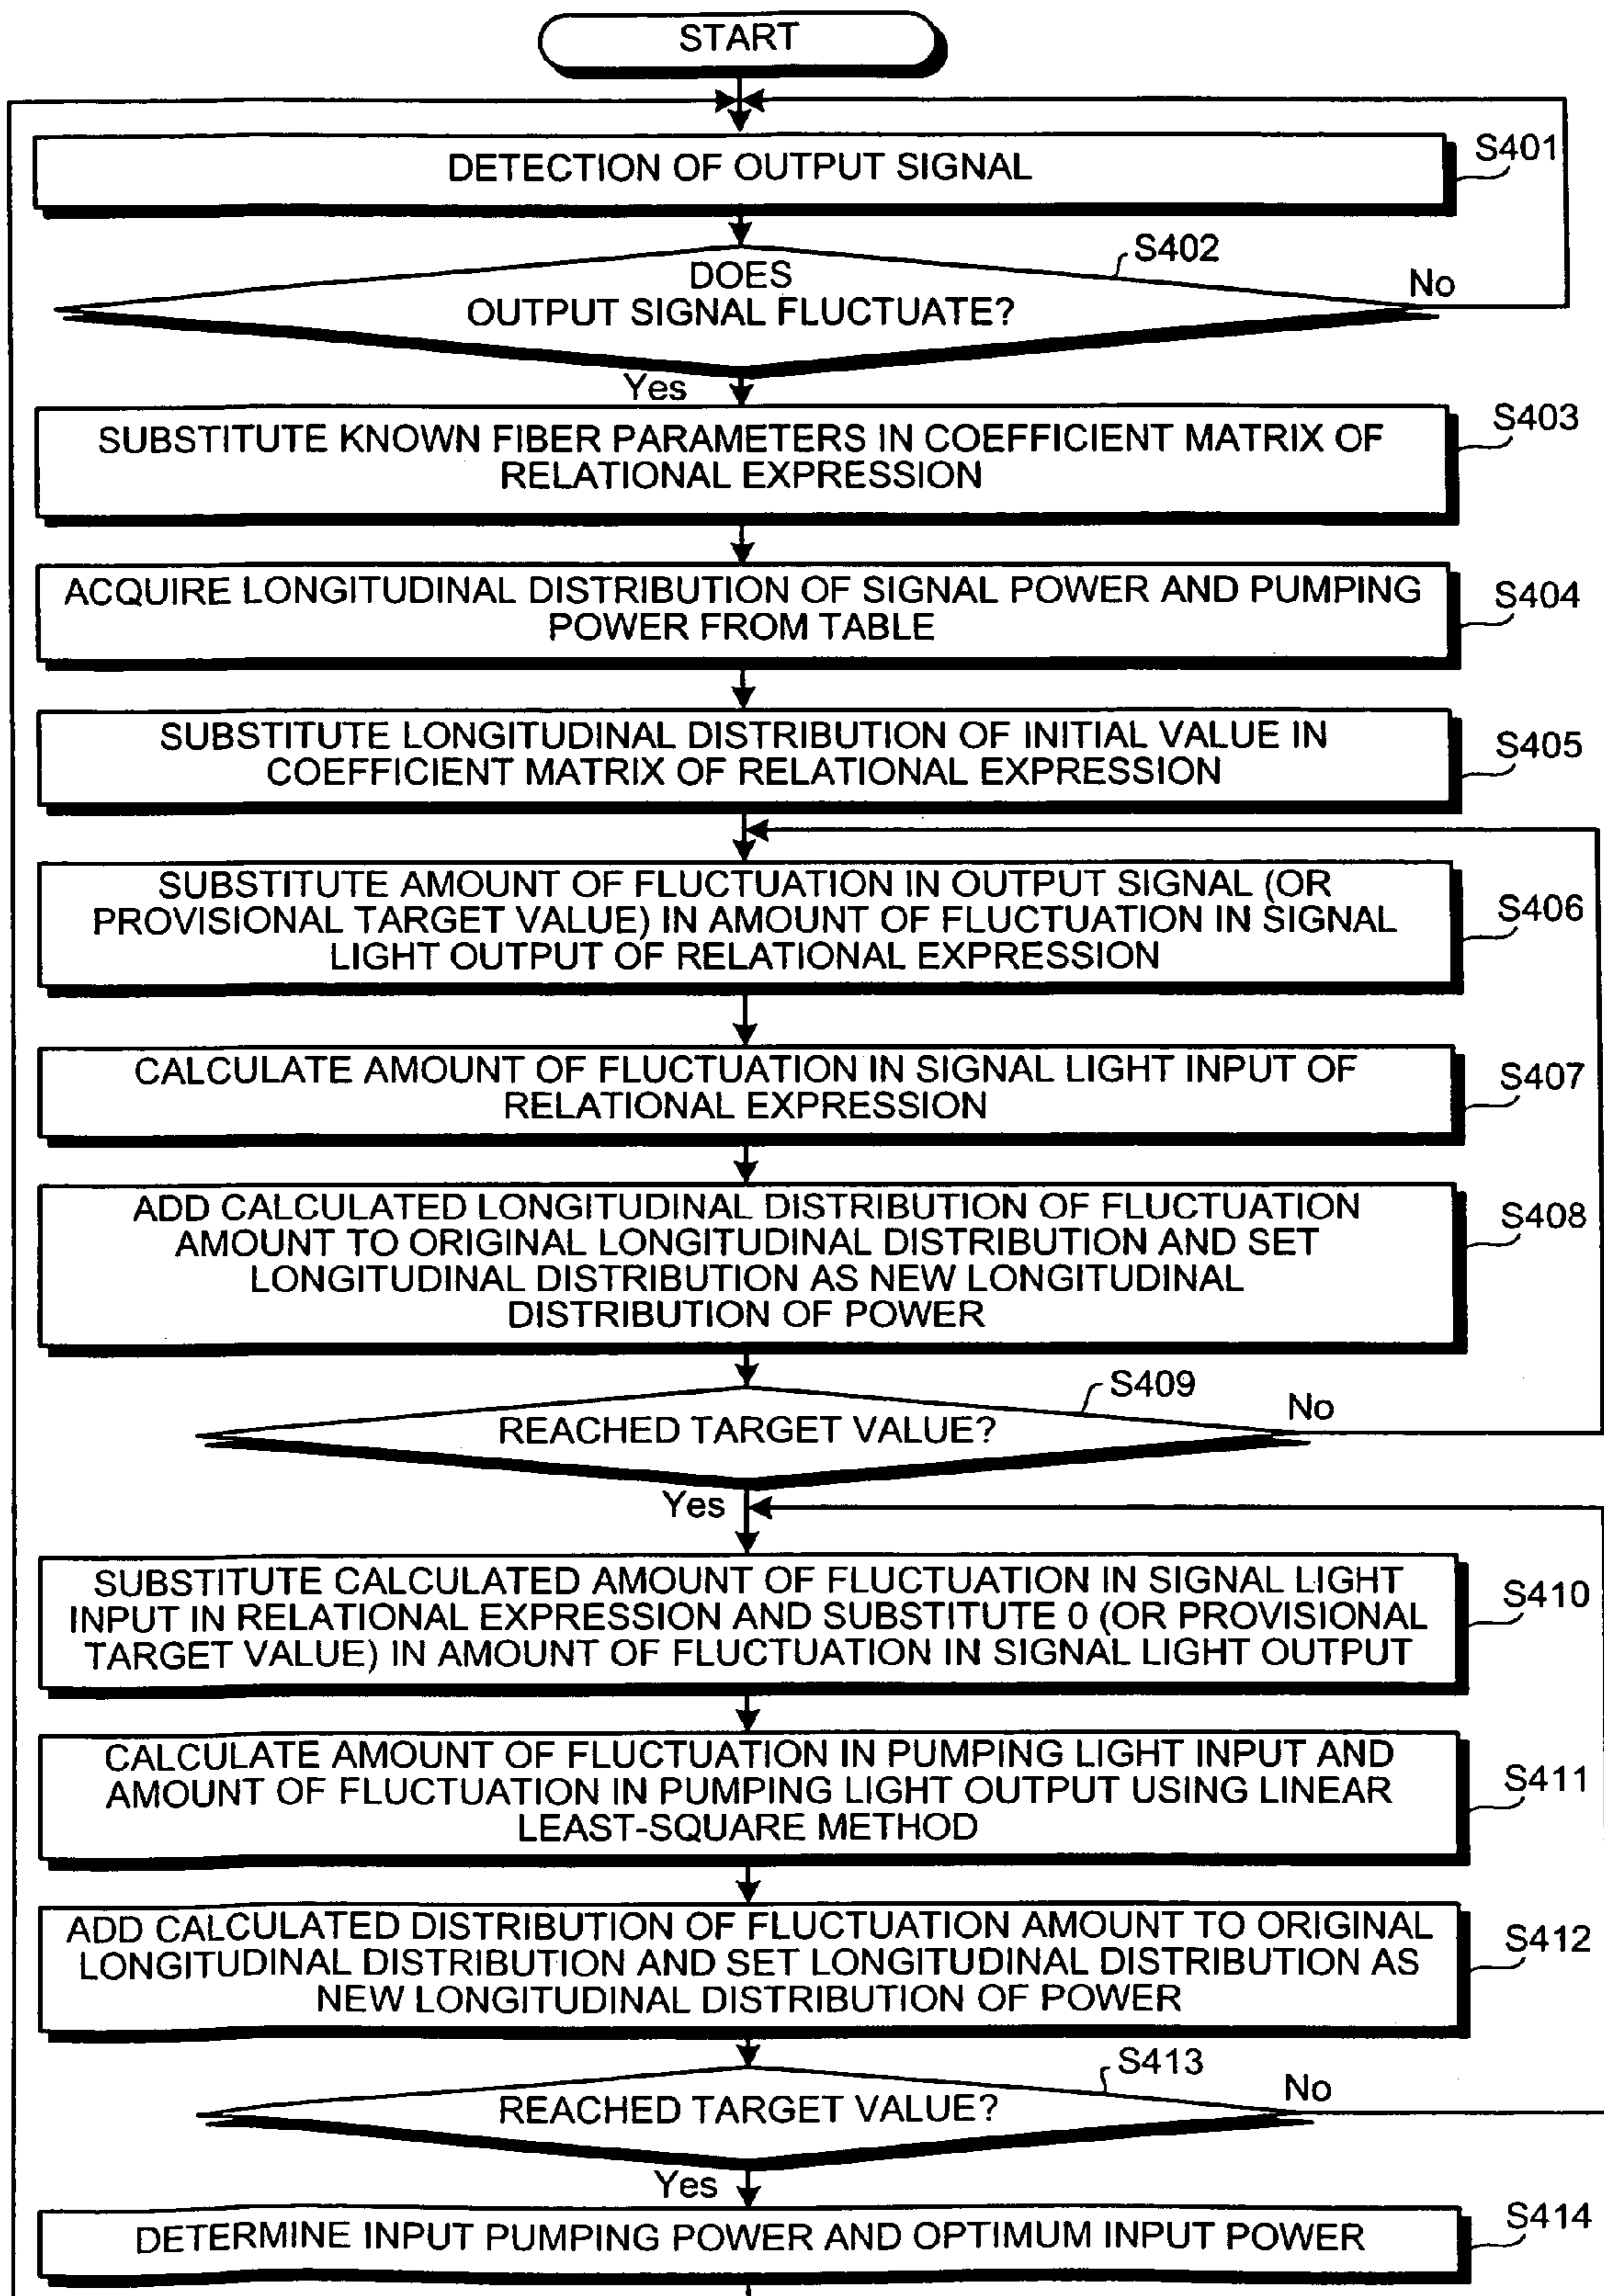 START
DETECTION OF OUTPUT SIGNAL
S401
DOES
OUTPUT SIGNAL FLUCTUATE?
S402
No
Yes
SUBSTITUTE KNOWN FIBER PARAMETERS IN COEFFICIENT MATRIX OF
RELATIONAL EXPRESSION
S403
ACQUIRE LONGITUDINAL DISTRIBUTION OF SIGNAL POWER AND PUMPING
POWER FROM TABLE
S404
SUBSTITUTE LONGITUDINAL DISTRIBUTION OF INITIAL VALUE IN
COEFFICIENT MATRIX OF RELATIONAL EXPRESSION
S405
SUBSTITUTE AMOUNT OF FLUCTUATION IN OUTPUT SIGNAL (OR
PROVISIONAL TARGET VALUE) IN AMOUNT OF FLUCTUATION IN SIGNAL
LIGHT OUTPUT OF RELATIONAL EXPRESSION
S406
CALCULATE AMOUNT OF FLUCTUATION IN SIGNAL LIGHT INPUT OF
RELATIONAL EXPRESSION
S407
ADD CALCULATED LONGITUDINAL DISTRIBUTION OF FLUCTUATION
AMOUNT TO ORIGINAL LONGITUDINAL DISTRIBUTION AND SET
LONGITUDINAL DISTRIBUTION AS NEW LONGITUDINAL
DISTRIBUTION OF POWER
S408
REACHED TARGET VALUE?
S409
No
Yes
SUBSTITUTE CALCULATED AMOUNT OF FLUCTUATION IN SIGNAL LIGHT
INPUT IN RELATIONAL EXPRESSION AND SUBSTITUTE 0 (OR PROVISIONAL
TARGET VALUE) IN AMOUNT OF FLUCTUATION IN SIGNAL LIGHT OUTPUT
S410
CALCULATE AMOUNT OF FLUCTUATION IN PUMPING LIGHT INPUT AND
AMOUNT OF FLUCTUATION IN PUMPING LIGHT OUTPUT USING LINEAR
LEAST-SQUARE METHOD
S411
ADD CALCULATED DISTRIBUTION OF FLUCTUATION AMOUNT TO ORIGINAL
LONGITUDINAL DISTRIBUTION AND SET LONGITUDINAL DISTRIBUTION AS
NEW LONGITUDINAL DISTRIBUTION OF POWER
S412
REACHED TARGET VALUE?
S413
No
Yes
DETERMINE INPUT PUMPING POWER AND OPTIMUM INPUT POWER
S414